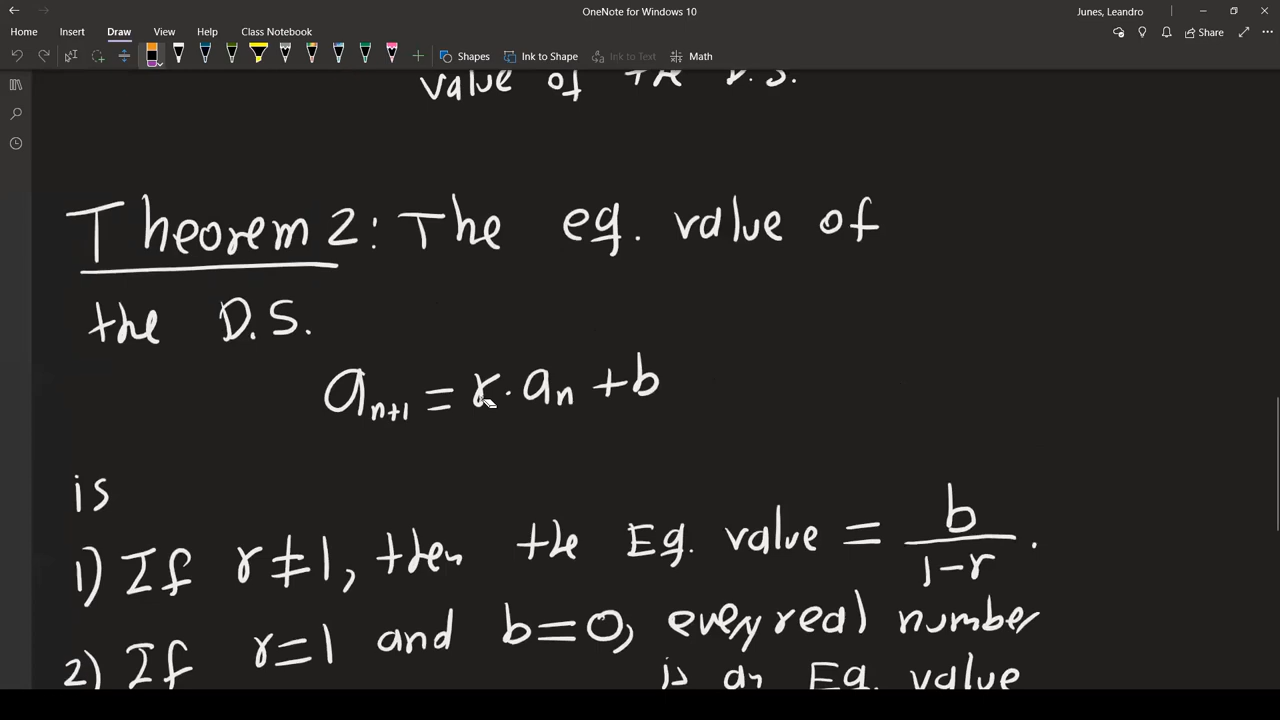 OneNote for Windows 10
Junes, Leandro
Home Insert Draw View Help Class Notebook
Share
Shapes Ink to Shape Ink to Text Math
value of the D.S.
Theorem 2: The eq. value of
the D.S.
a_{n+1} = r · a_n + b
is
1) If r ≠ 1, then the Eq. value = b/(1-r).
2) If r = 1 and b = 0, every real number
is an Eq. value